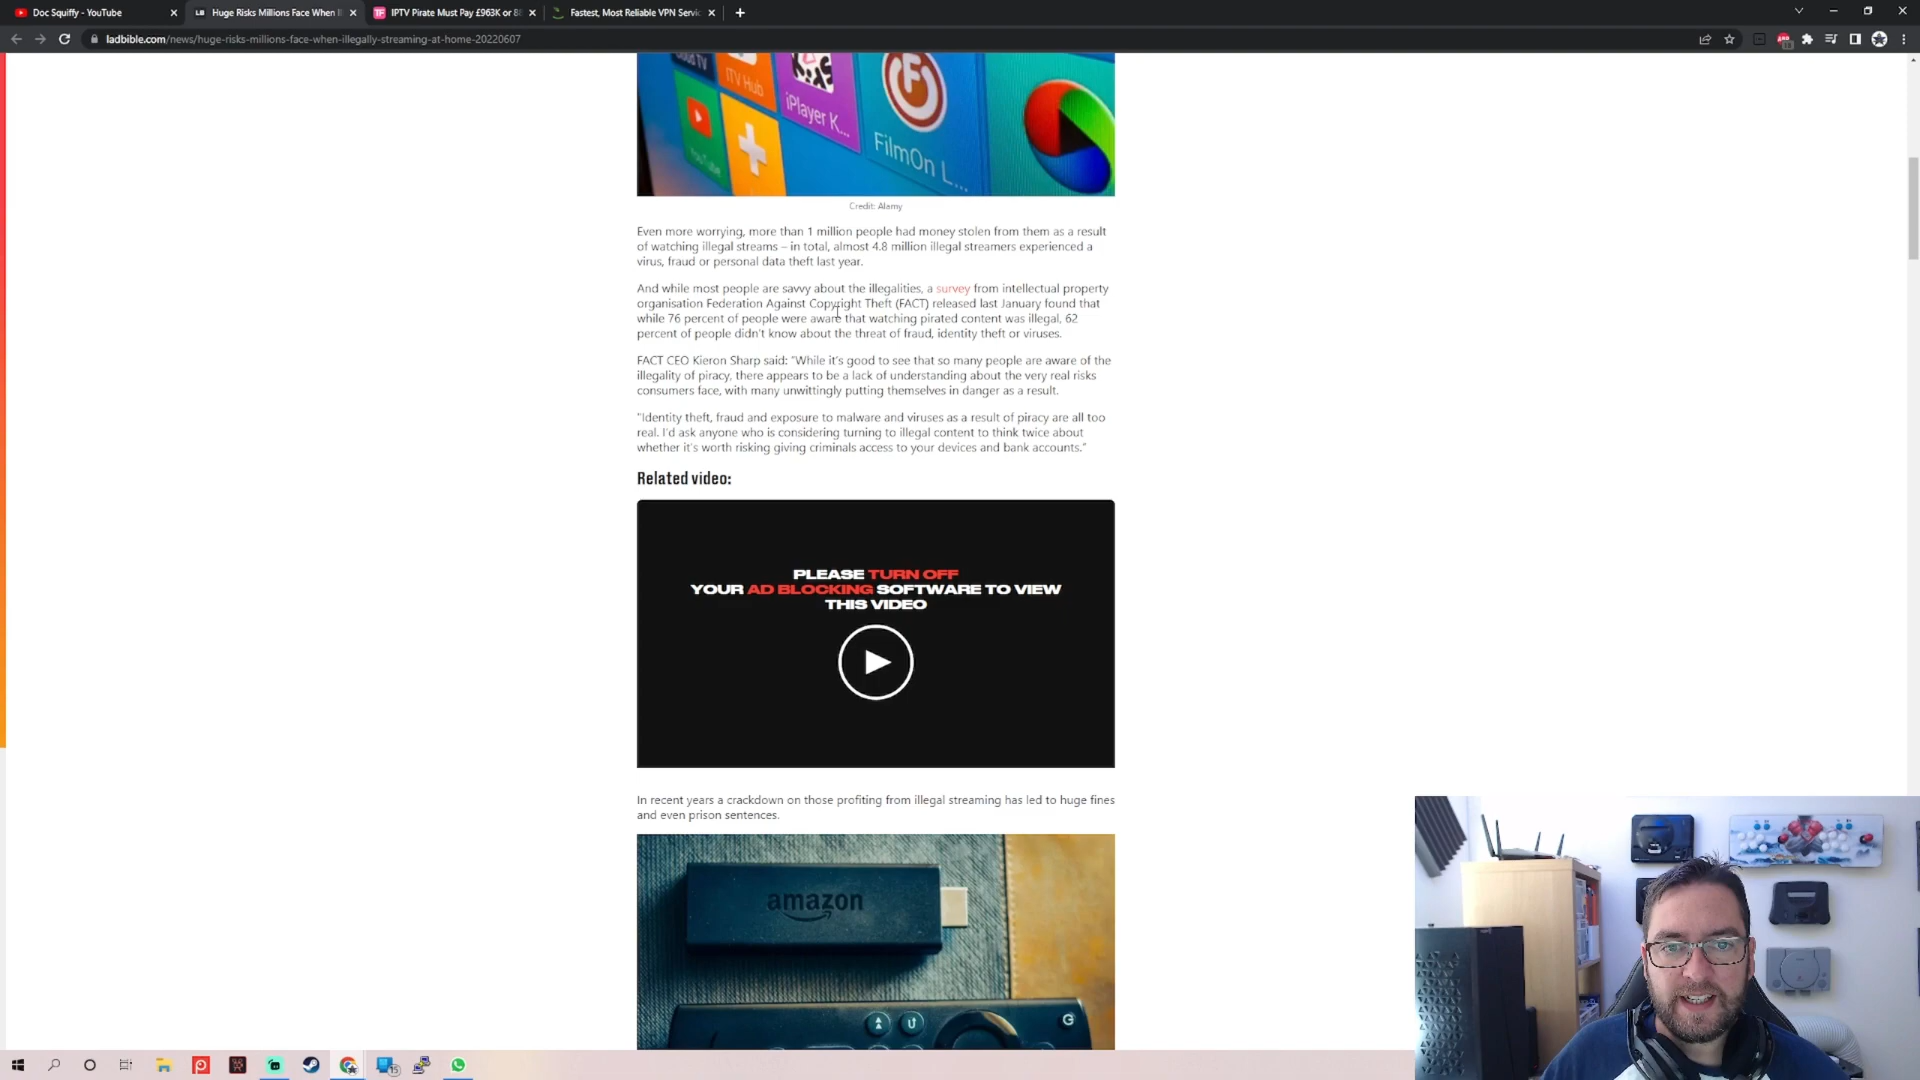 Doc Squiffy - YouTube
Huge Risks Millions Face When I
IPTV Pirate Must Pay £963K or 8
Fastest, Most Reliable VPN Servi
ladbible.com/news/huge-risks-millions-face-when-illegally-streaming-at-home-20220607
ITV Hub
iPlayer K...
YouTube
FilmOn L...
Credit: Alamy
Even more worrying, more than 1 million people had money stolen from them as a result
of watching illegal streams – in total, almost 4.8 million illegal streamers experienced a
virus, fraud or personal data theft last year.
And while most people are savvy about the illegalities, a survey from intellectual property
organisation Federation Against Copyright Theft (FACT) released last January found that
while 76 percent of people were aware that watching pirated content was illegal, 62
percent of people didn't know about the threat of fraud, identity theft or viruses.
FACT CEO Kieron Sharp said: "While it's good to see that so many people are aware of the
illegality of piracy, there appears to be a lack of understanding about the very real risks
consumers face, with many unwittingly putting themselves in danger as a result.
"Identity theft, fraud and exposure to malware and viruses as a result of piracy are all too
real. I'd ask anyone who is considering turning to illegal content to think twice about
whether it's worth risking giving criminals access to your devices and bank accounts."
Related video:
PLEASE TURN OFF
YOUR AD BLOCKING SOFTWARE TO VIEW
THIS VIDEO
In recent years a crackdown on those profiting from illegal streaming has led to huge fines
and even prison sentences.
amazon